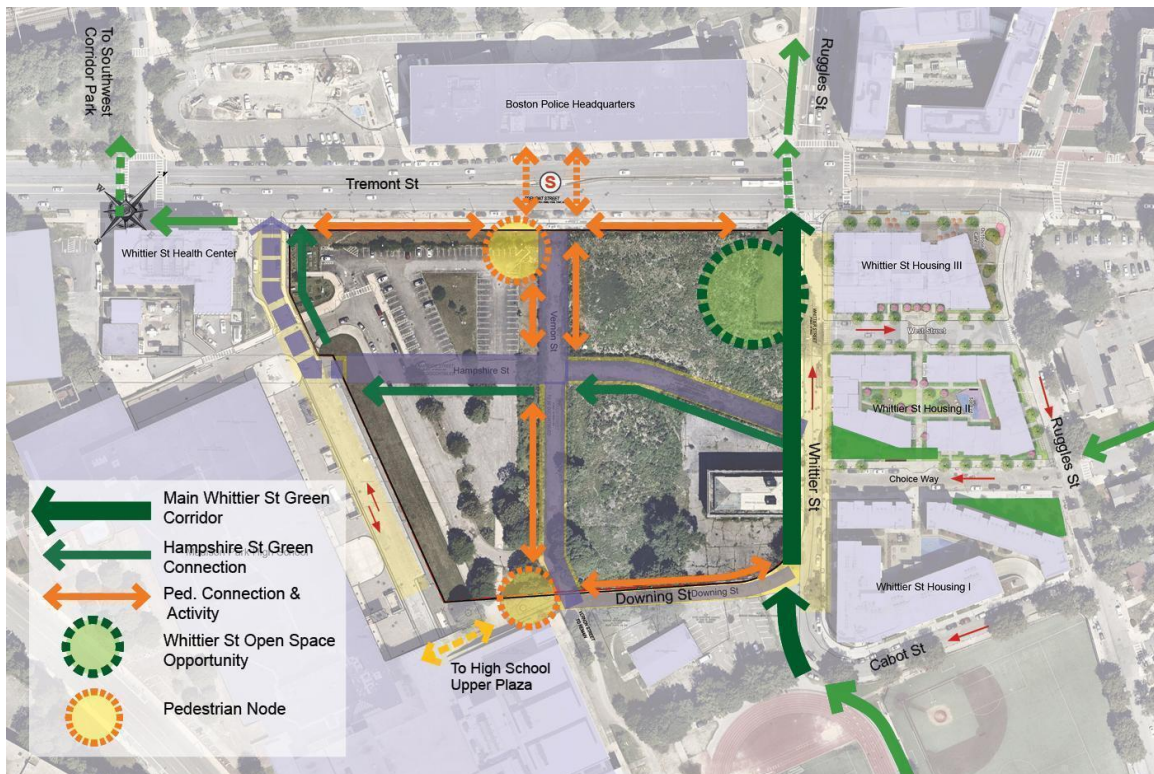 To Southwest
Corridor Park
Ruggles St
Boston Police Headquarters
Tremont St
S
Whittier St Health Center
Whittier St Housing III
West Street
Vernon St
Hampshire St
Whittier St Housing II
Ruggles St
Whittier St
Choice Way
Whittier St Housing I
Downing St
Downing St
Cabot St
To High School
Upper Plaza
Main Whittier St Green
Corridor
Hampshire St Green
Connection
Ped. Connection &
Activity
Whittier St Open Space
Opportunity
Pedestrian Node